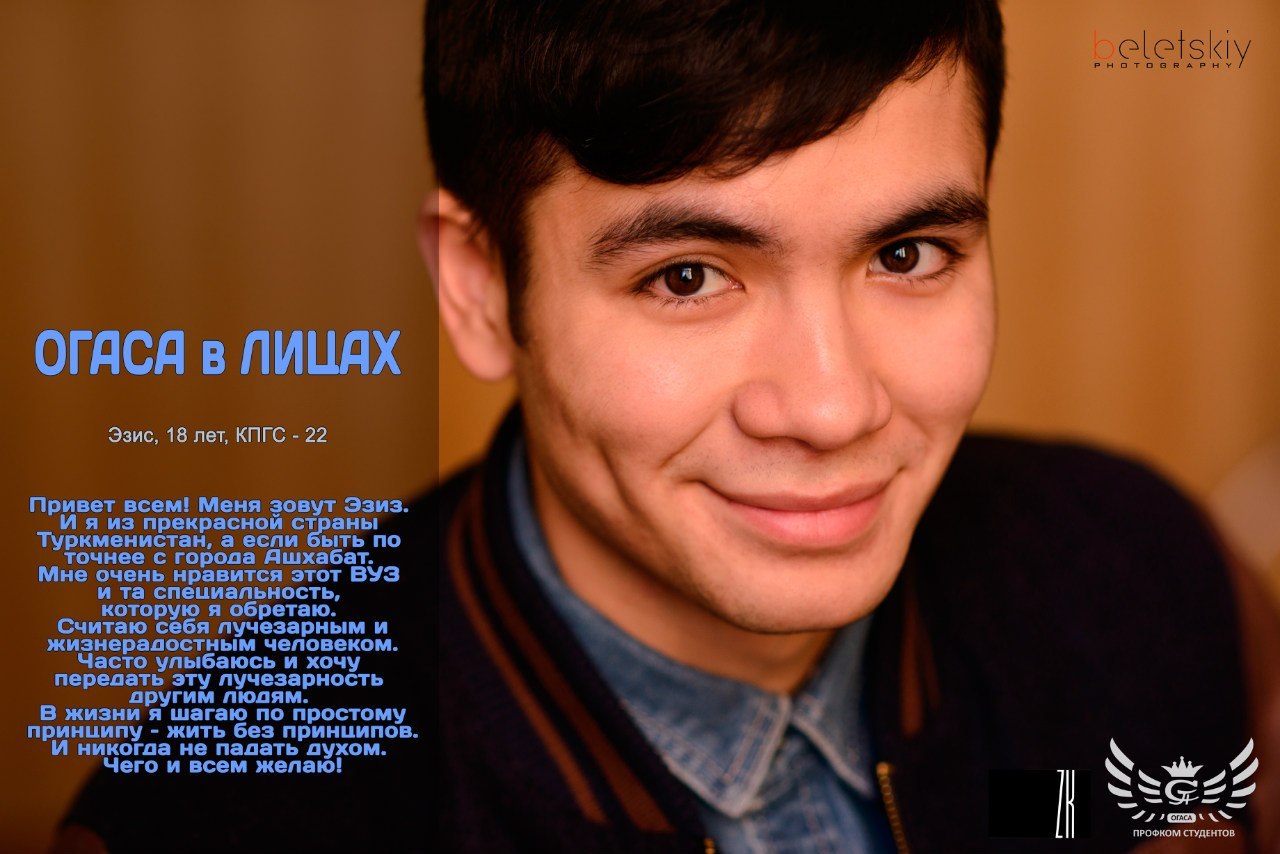 beletskiy
PHOTOGRAPHY
ОГАСА в ЛИЦАХ
Эзис, 18 лет, КПГС - 22
Привет всем! Меня зовут Эзиз.
И я из прекрасной страны
Туркменистан, а если быть по
точнее с города Ашхабат.
Мне очень нравится этот ВУЗ
и та специальность,
которую я обретаю.
Считаю себя лучезарным и
жизнерадостным человеком.
Часто улыбаюсь и хочу
передать эту лучезарность
другим людям.
В жизни я шагаю по простому
принципу - жить без принципов.
И никогда не падать духом.
Чего и всем желаю!
ZK
ОГАСА
ПРОФКОМ СТУДЕНТОВ